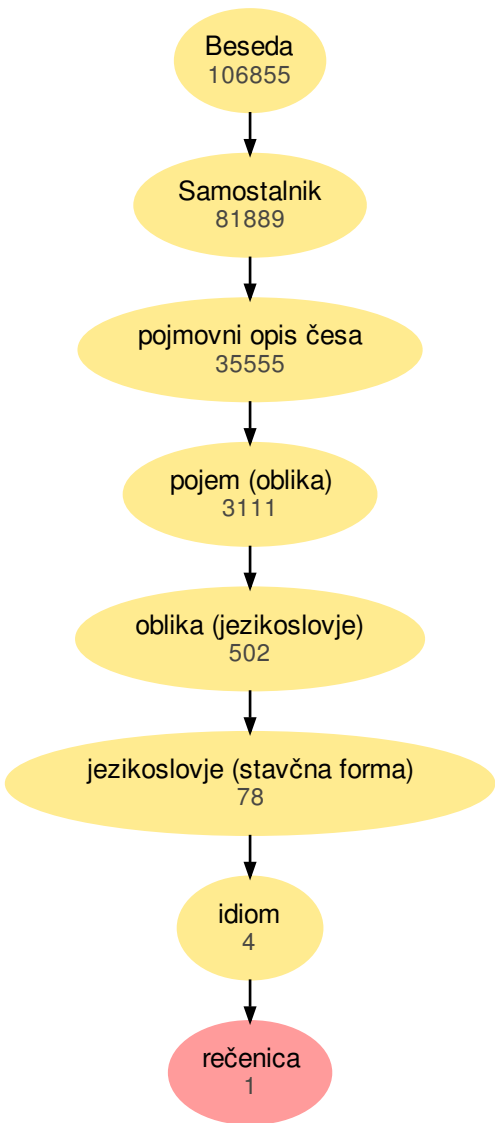 Beseda
106855
Samostalnik
81889
pojmovni opis česa
35555
pojem (oblika)
3111
oblika (jezikoslovje)
502
jezikoslovje (stavčna forma)
78
idiom
4
rečenica
1